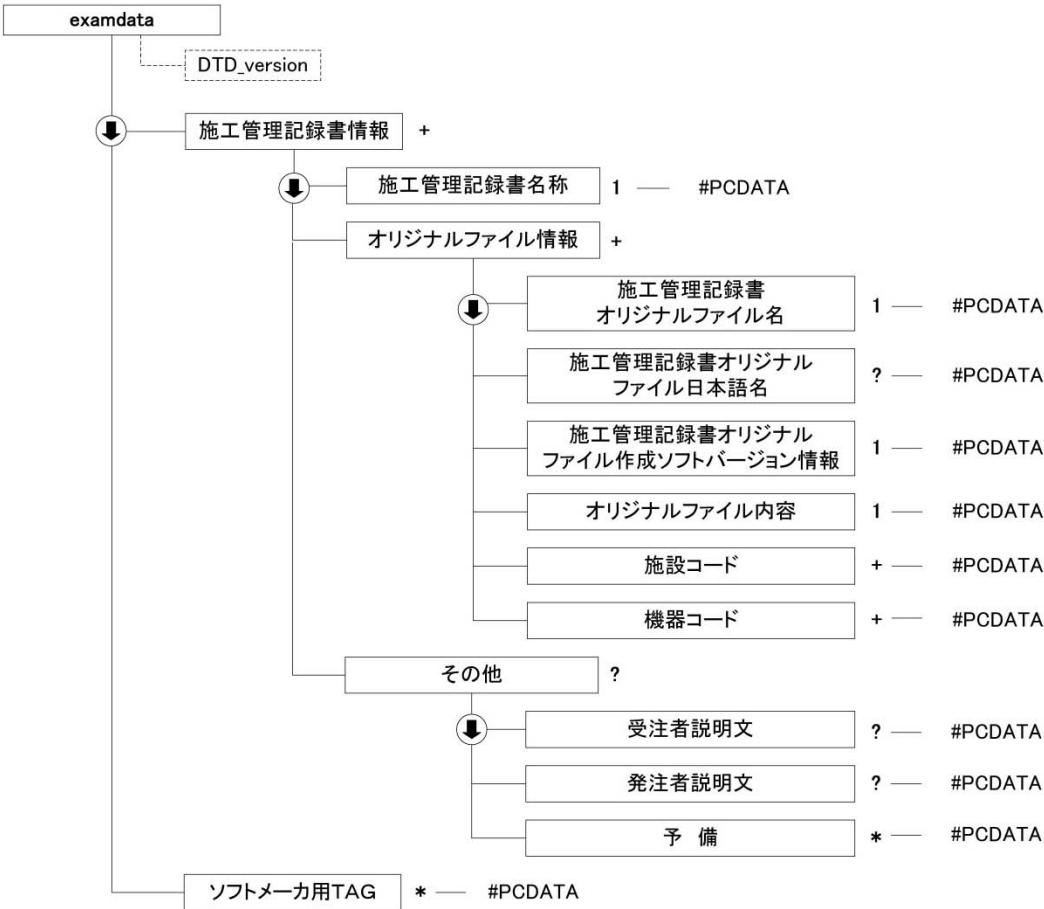 examdata
DTD_version
施工管理記録書情報 +
施工管理記録書名称 1 #PCDATA
オリジナルファイル情報 +
施工管理記録書
オリジナルファイル名 1 #PCDATA
施工管理記録書オリジナル
ファイル日本語名 ? #PCDATA
施工管理記録書オリジナル
ファイル作成ソフトバージョン情報 1 #PCDATA
オリジナルファイル内容 1 #PCDATA
施設コード + #PCDATA
機器コード + #PCDATA
その他 ?
受注者説明文 ? #PCDATA
発注者説明文 ? #PCDATA
予 備 * #PCDATA
ソフトメーカ用TAG * #PCDATA